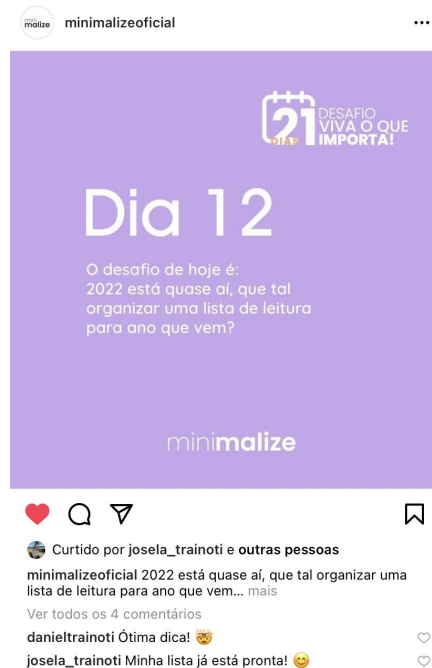 mini
malize
minimalizeoficial
21
DIAS
DESAFIO
VIVA O QUE
IMPORTA!
Dia 12
O desafio de hoje é:
2022 está quase aí, que tal
organizar uma lista de leitura
para ano que vem?
minimalize
Curtido por josela_trainoti e outras pessoas
minimalizeoficial 2022 está quase aí, que tal organizar uma
lista de leitura para ano que vem... mais
Ver todos os 4 comentários
danieltrainoti Ótima dica! 🤯
josela_trainoti Minha lista já está pronta! 😊